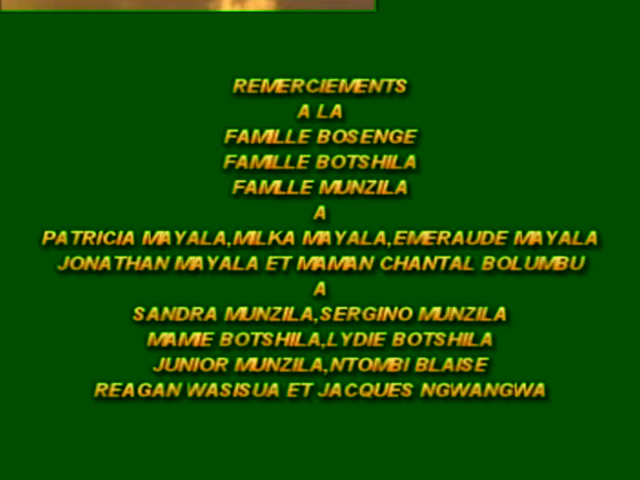 REMERCIEMENTS
A LA
FAMILLE BOSENGE
FAMILLE BOTSHILA
FAMLLE MUNZILA
A
PATRICIA MAYALA,MILKA MAYALA,EMERAUDE MAYALA
JONATHAN MAYALA ET MAMAN CHANTAL BOLUMBU
A
SANDRA MUNZILA,SERGINO MUNZILA
MAMIE BOTSHILA,LYDIE BOTSHILA
JUNIOR MUNZILA,NTOMBI BLAISE
REAGAN WASISUA ET JACQUES NGWANGWA